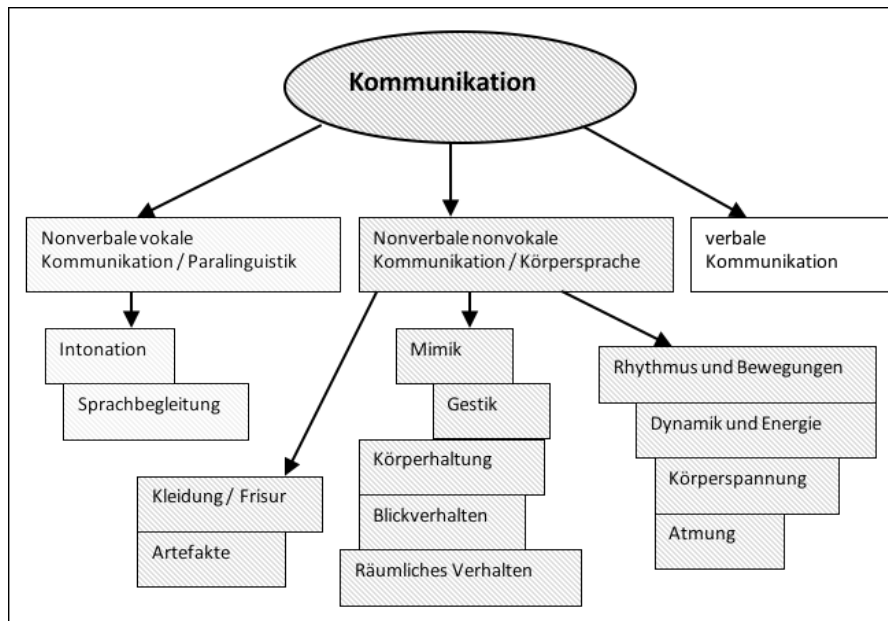 Kommunikation
Nonverbale vokale
Kommunikation / Paralinguistik
Nonverbale nonvokale
Kommunikation / Körpersprache
verbale
Kommunikation
Intonation
Sprachbegleitung
Kleidung / Frisur
Artefakte
Mimik
Gestik
Körperhaltung
Blickverhalten
Räumliches Verhalten
Rhythmus und Bewegungen
Dynamik und Energie
Körperspannung
Atmung